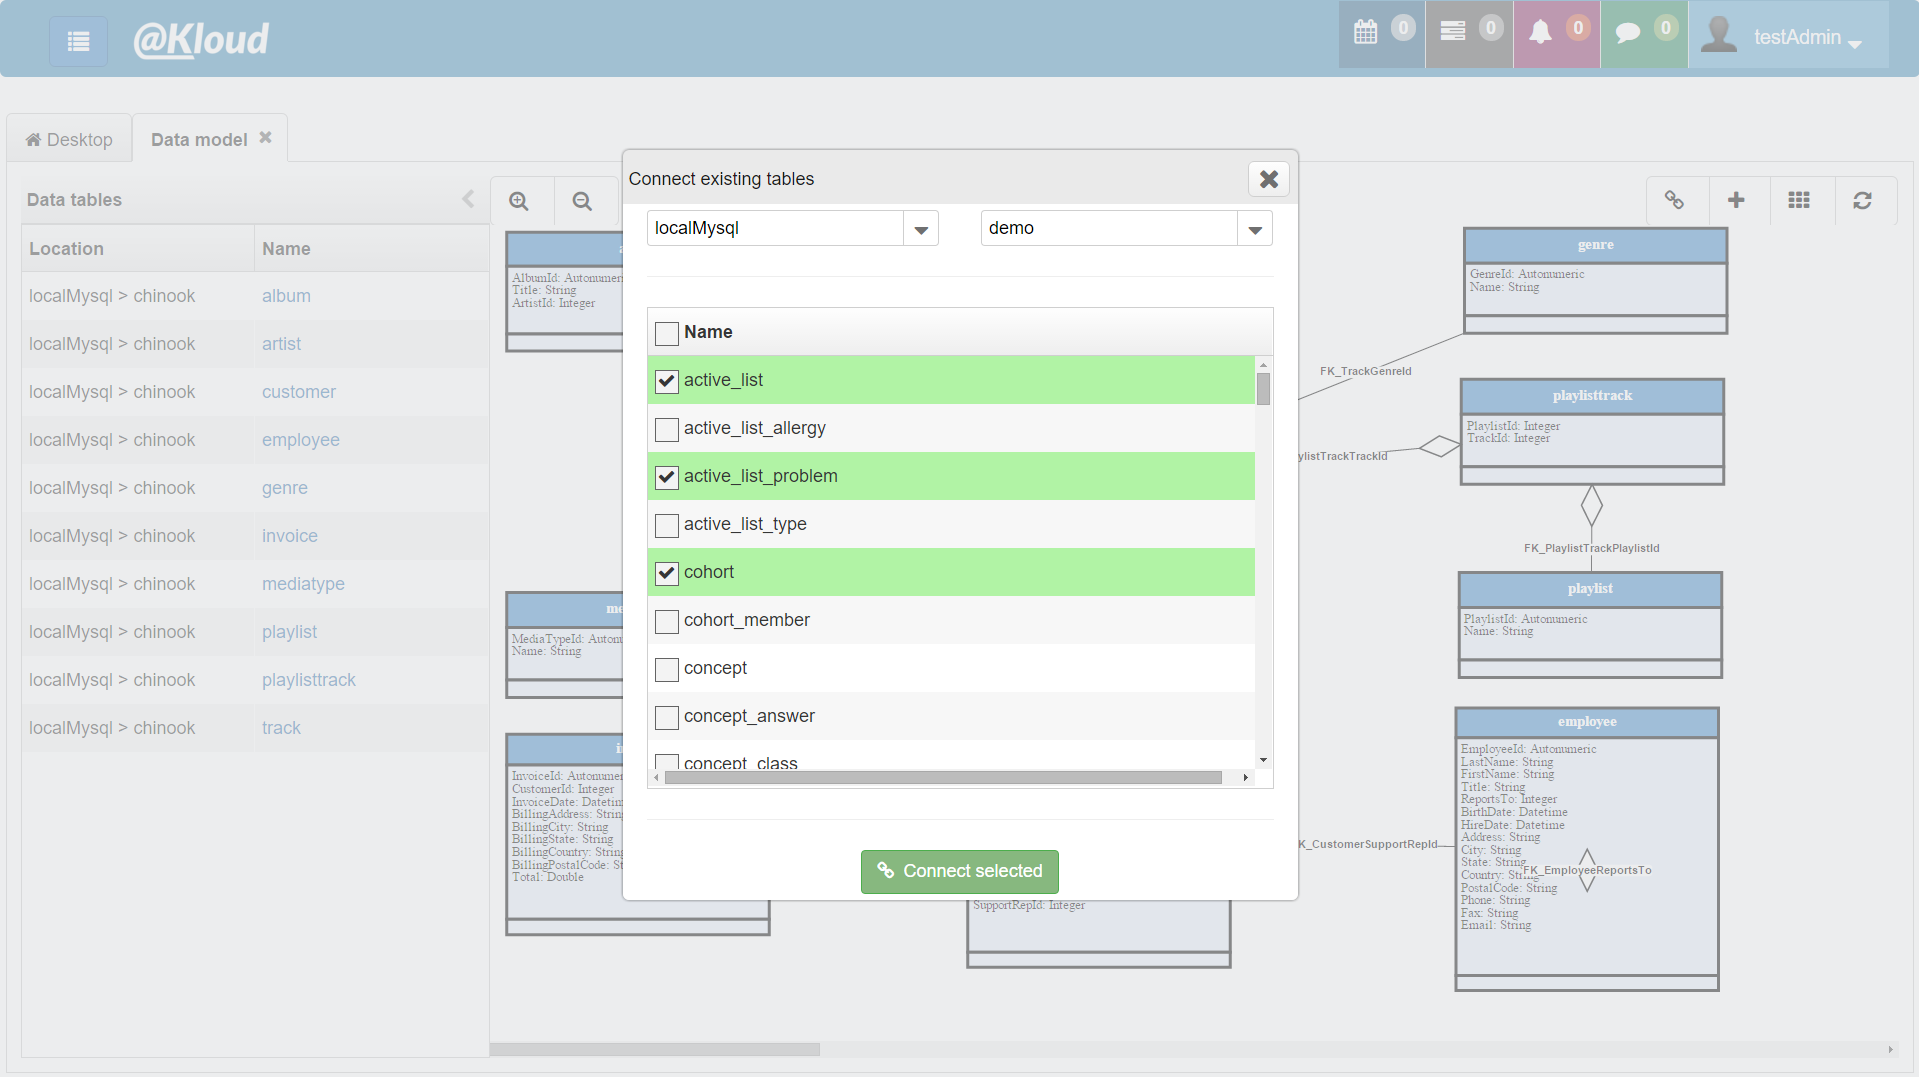 @Kloud
0
0
0
0
testAdmin
Desktop
Data model
Data tables
Location Name
localMysql > chinook album
localMysql > chinook artist
localMysql > chinook customer
localMysql > chinook employee
localMysql > chinook genre
localMysql > chinook invoice
localMysql > chinook mediatype
localMysql > chinook playlist
localMysql > chinook playlisttrack
localMysql > chinook track
AlbumId: Autonumeric
Title: String
ArtistId: Integer
MediaTypeId:
Name: String
InvoiceId: Autonumeric
CustomerId: Integer
InvoiceDate:
BillingAddress:
BillingCity: String
BillingState: String
BillingCountry: String
BillingPostalCode:
Total: Double
Connect existing tables
localMysql
demo
Name
active_list
active_list_allergy
active_list_problem
active_list_type
cohort
cohort_member
concept
concept_answer
concept_class
Connect selected
SupportRepId: Integer
genre
GenreId: Autonumeric
Name: String
FK_TrackGenreId
playlisttrack
PlaylistId: Integer
TrackId: Integer
ylistTrackTrackId
FK_PlaylistTrackPlaylistId
playlist
PlaylistId: Autonumeric
Name: String
employee
EmployeeId: Autonumeric
LastName: String
FirstName: String
Title: String
ReportsTo: Integer
BirthDate: Datetime
HireDate: Datetime
Address: String
City: String
State: String
Country: String
PostalCode: String
Phone: String
Fax: String
Email: String
K_CustomerSupportRepId
FK_EmployeeReportsTo